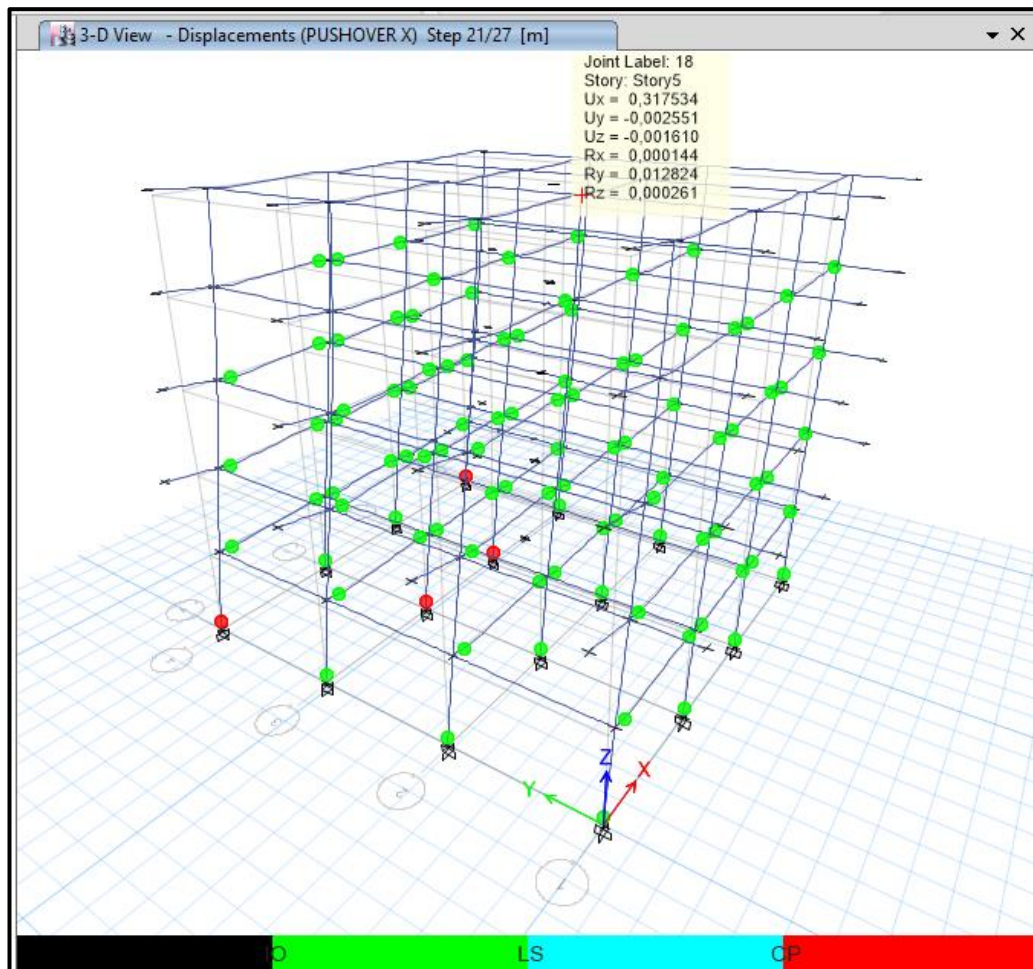 3-D View - Displacements (PUSHOVER X) Step 21/27 [m]
Joint Label: 18
Story: Story5
Ux = 0,317534
Uy = -0,002551
Uz = -0,001610
Rx = 0,000144
Ry = 0,012824
Rz = 0,000261
Z
X
Y
IO LS CP